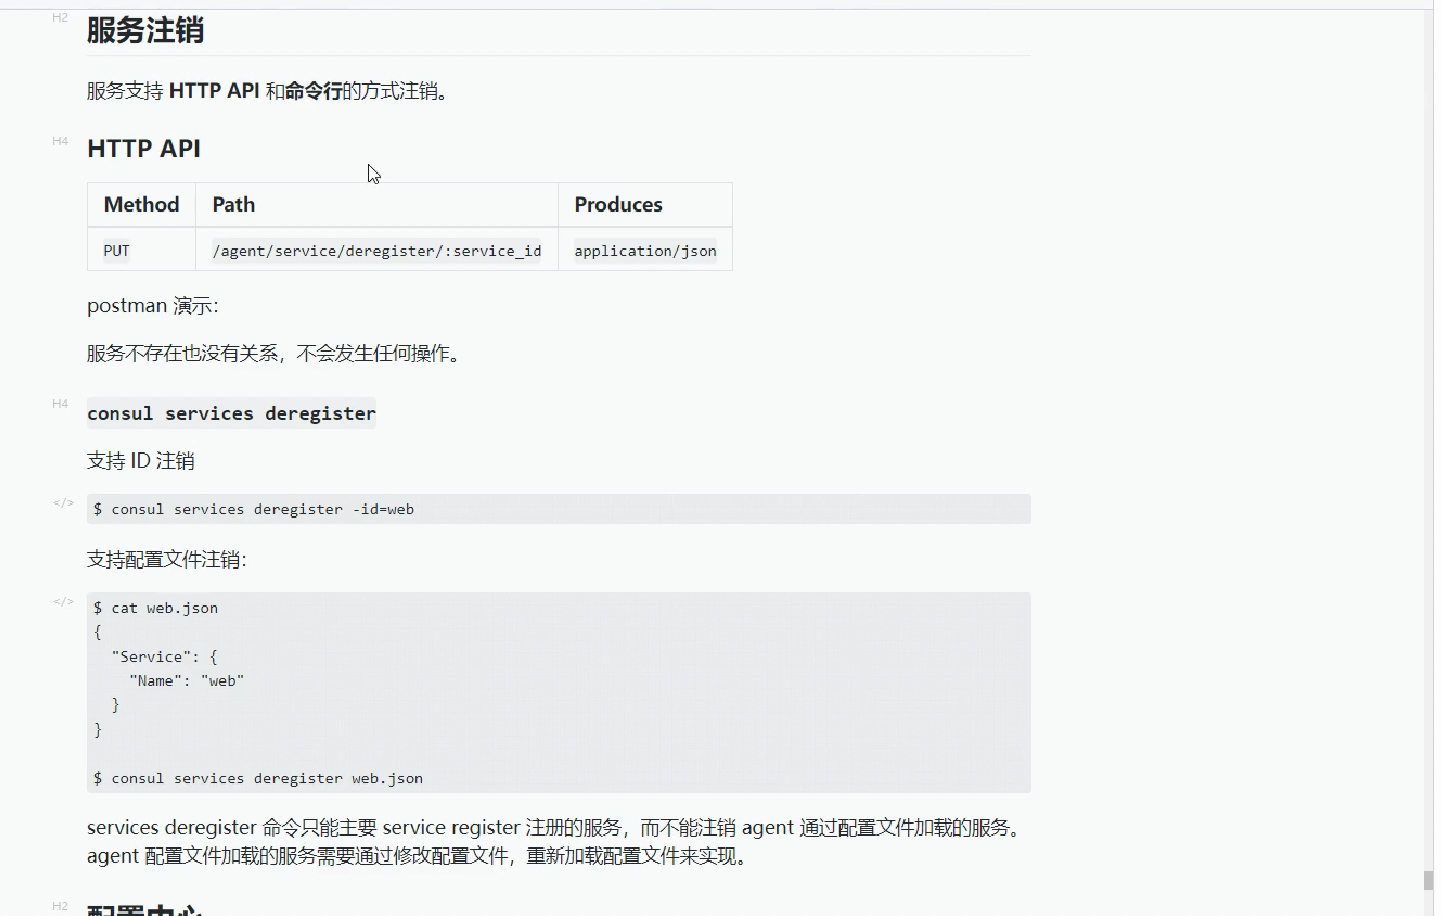 H2
服务注销
服务支持 HTTP API 和命令行的方式注销。
H4
HTTP API
Method Path Produces
PUT /agent/service/deregister/:service_id application/json
postman 演示：
服务不存在也没有关系，不会发生任何操作。
H4
consul services deregister
支持 ID 注销
</>
$ consul services deregister -id=web
支持配置文件注销：
</>
$ cat web.json
{
"Service": {
"Name": "web"
}
}
$ consul services deregister web.json
services deregister 命令只能主要 service register 注册的服务，而不能注销 agent 通过配置文件加载的服务。
agent 配置文件加载的服务需要通过修改配置文件，重新加载配置文件来实现。
H2
配置中心